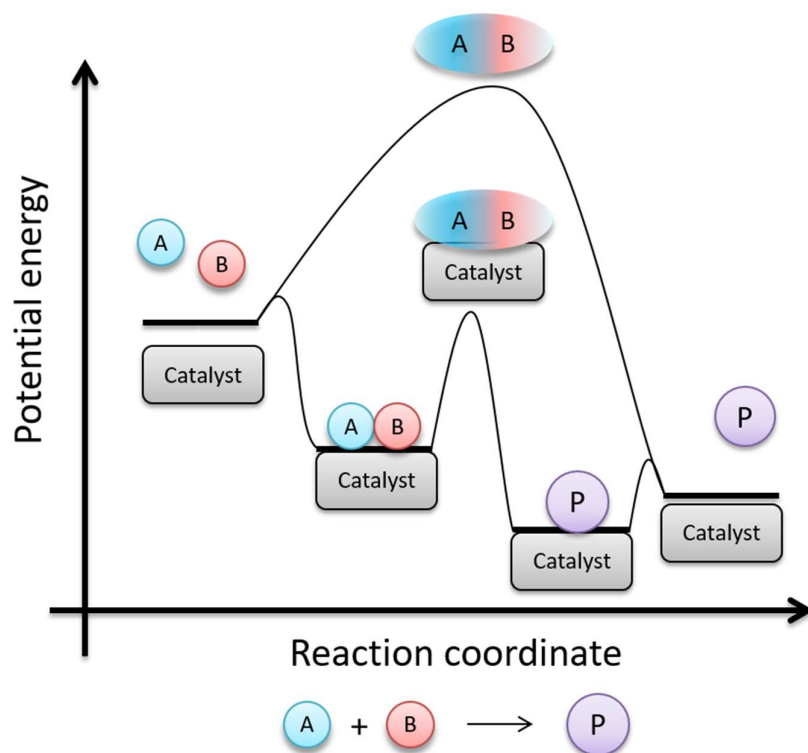 A B
A B
A
B
Catalyst
Catalyst
A B
Catalyst
P
Catalyst
P
Catalyst
Potential energy
Reaction coordinate
A + B → P